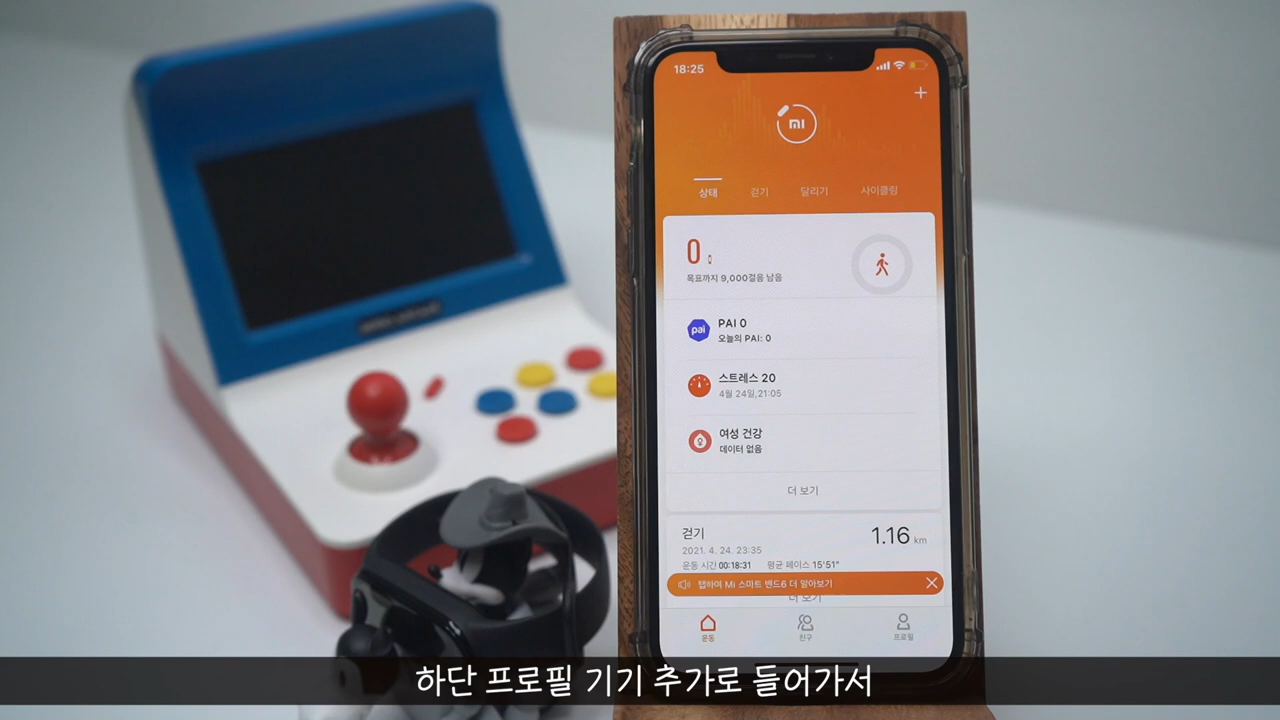 18:25
mi
상태 걷기 달리기 사이클링
0
목표까지 9,000걸음 남음
pai
PAI 0
오늘의 PAI: 0
스트레스 20
4월 24일,21:05
여성 건강
데이터 없음
더 보기
걷기
1.16 km
2021. 4. 24. 23:35
운동 시간 00:18:31 평균 페이스 15'51"
탭하여 Mi 스마트 밴드6 더 알아보기
더 보기
운동 친구 프로필
하단 프로필 기기 추가로 들어가서